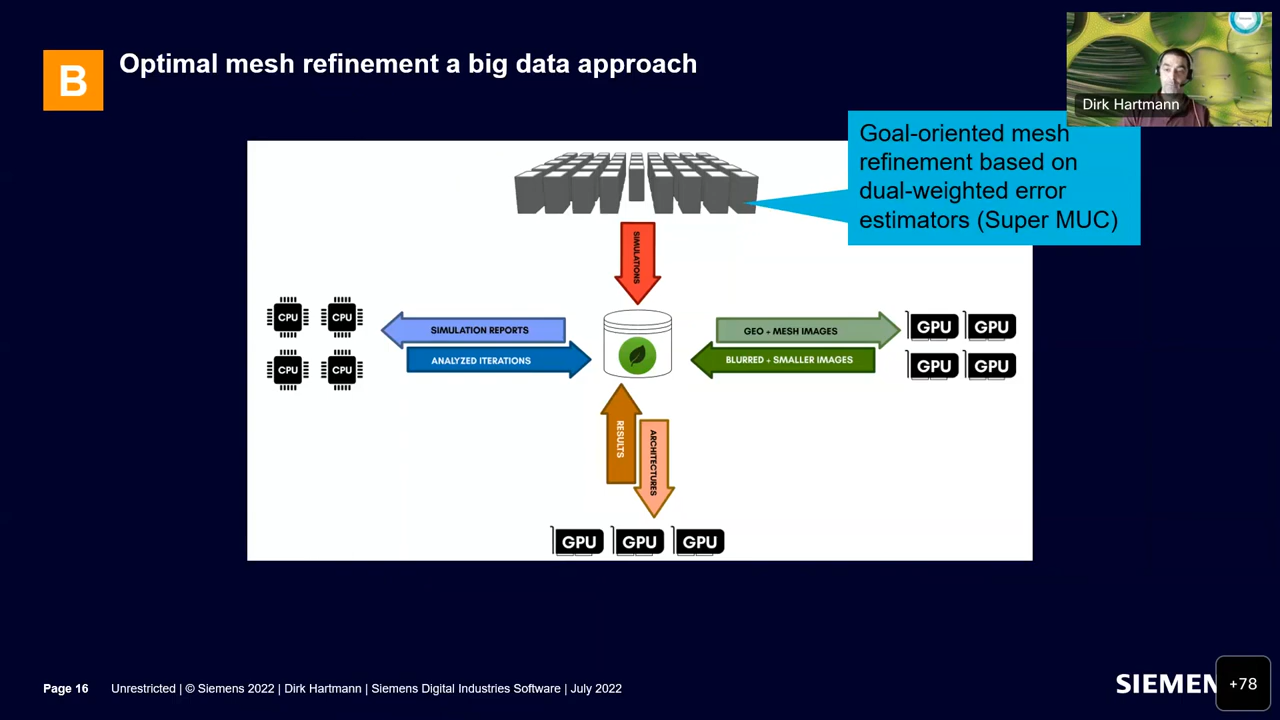 B
Optimal mesh refinement a big data approach
Dirk Hartmann
Goal-oriented mesh
refinement based on
dual-weighted error
estimators (Super MUC)
SIMULATIONS
CPU CPU
CPU CPU
SIMULATION REPORTS
ANALYZED ITERATIONS
GEO + MESH IMAGES
BLURRED + SMALLER IMAGES
GPU GPU
GPU GPU
RESULTS
ARCHITECTURES
GPU GPU GPU
Page 16 Unrestricted | © Siemens 2022 | Dirk Hartmann | Siemens Digital Industries Software | July 2022
SIEMEN
+78